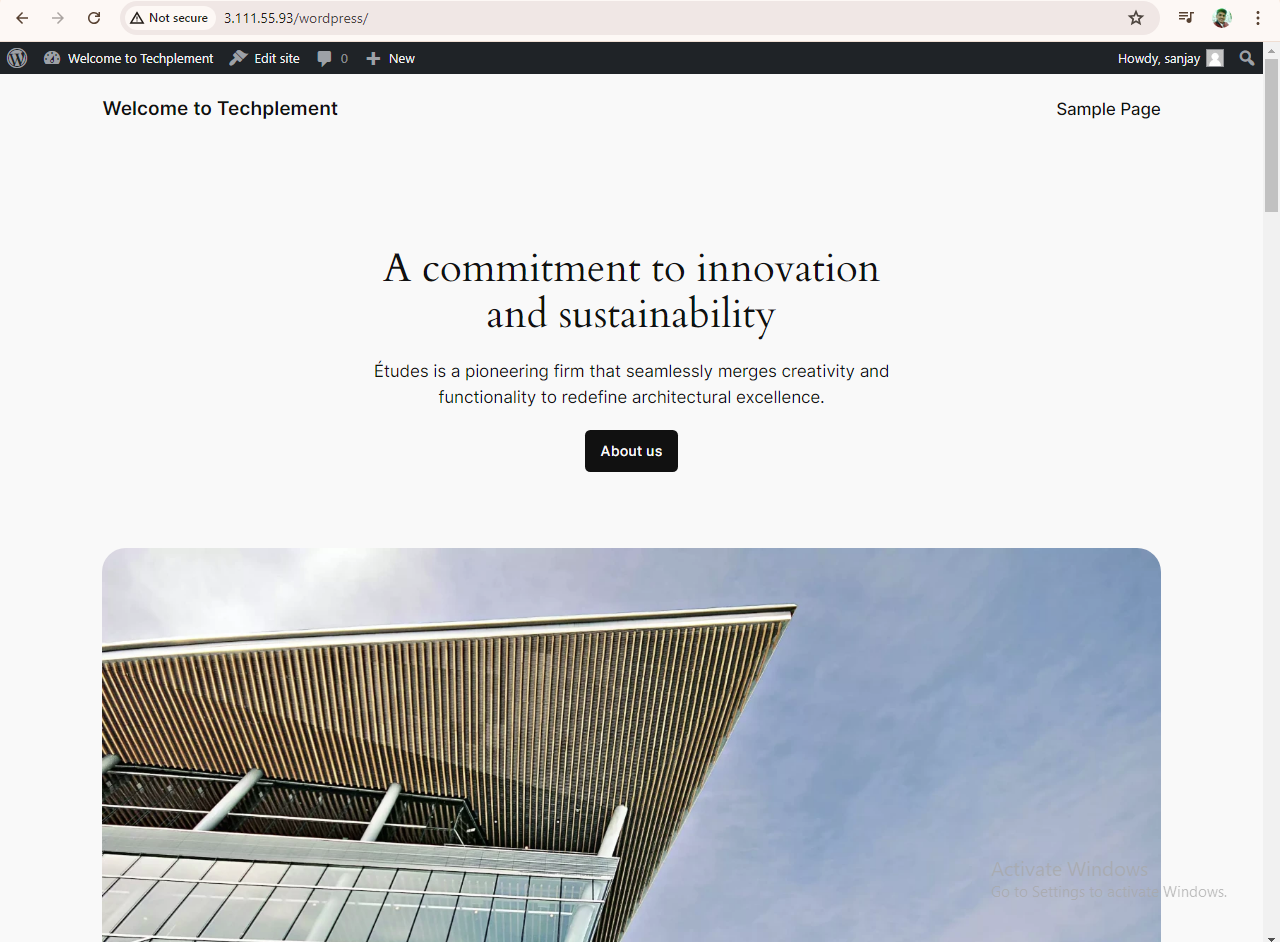 Not secure 3.111.55.93/wordpress/
Welcome to Techplement Edit site 0 New Howdy, sanjay
Welcome to Techplement Sample Page
A commitment to innovation
and sustainability
Études is a pioneering firm that seamlessly merges creativity and
functionality to redefine architectural excellence.
About us
Activate Windows
Go to Settings to activate Windows.